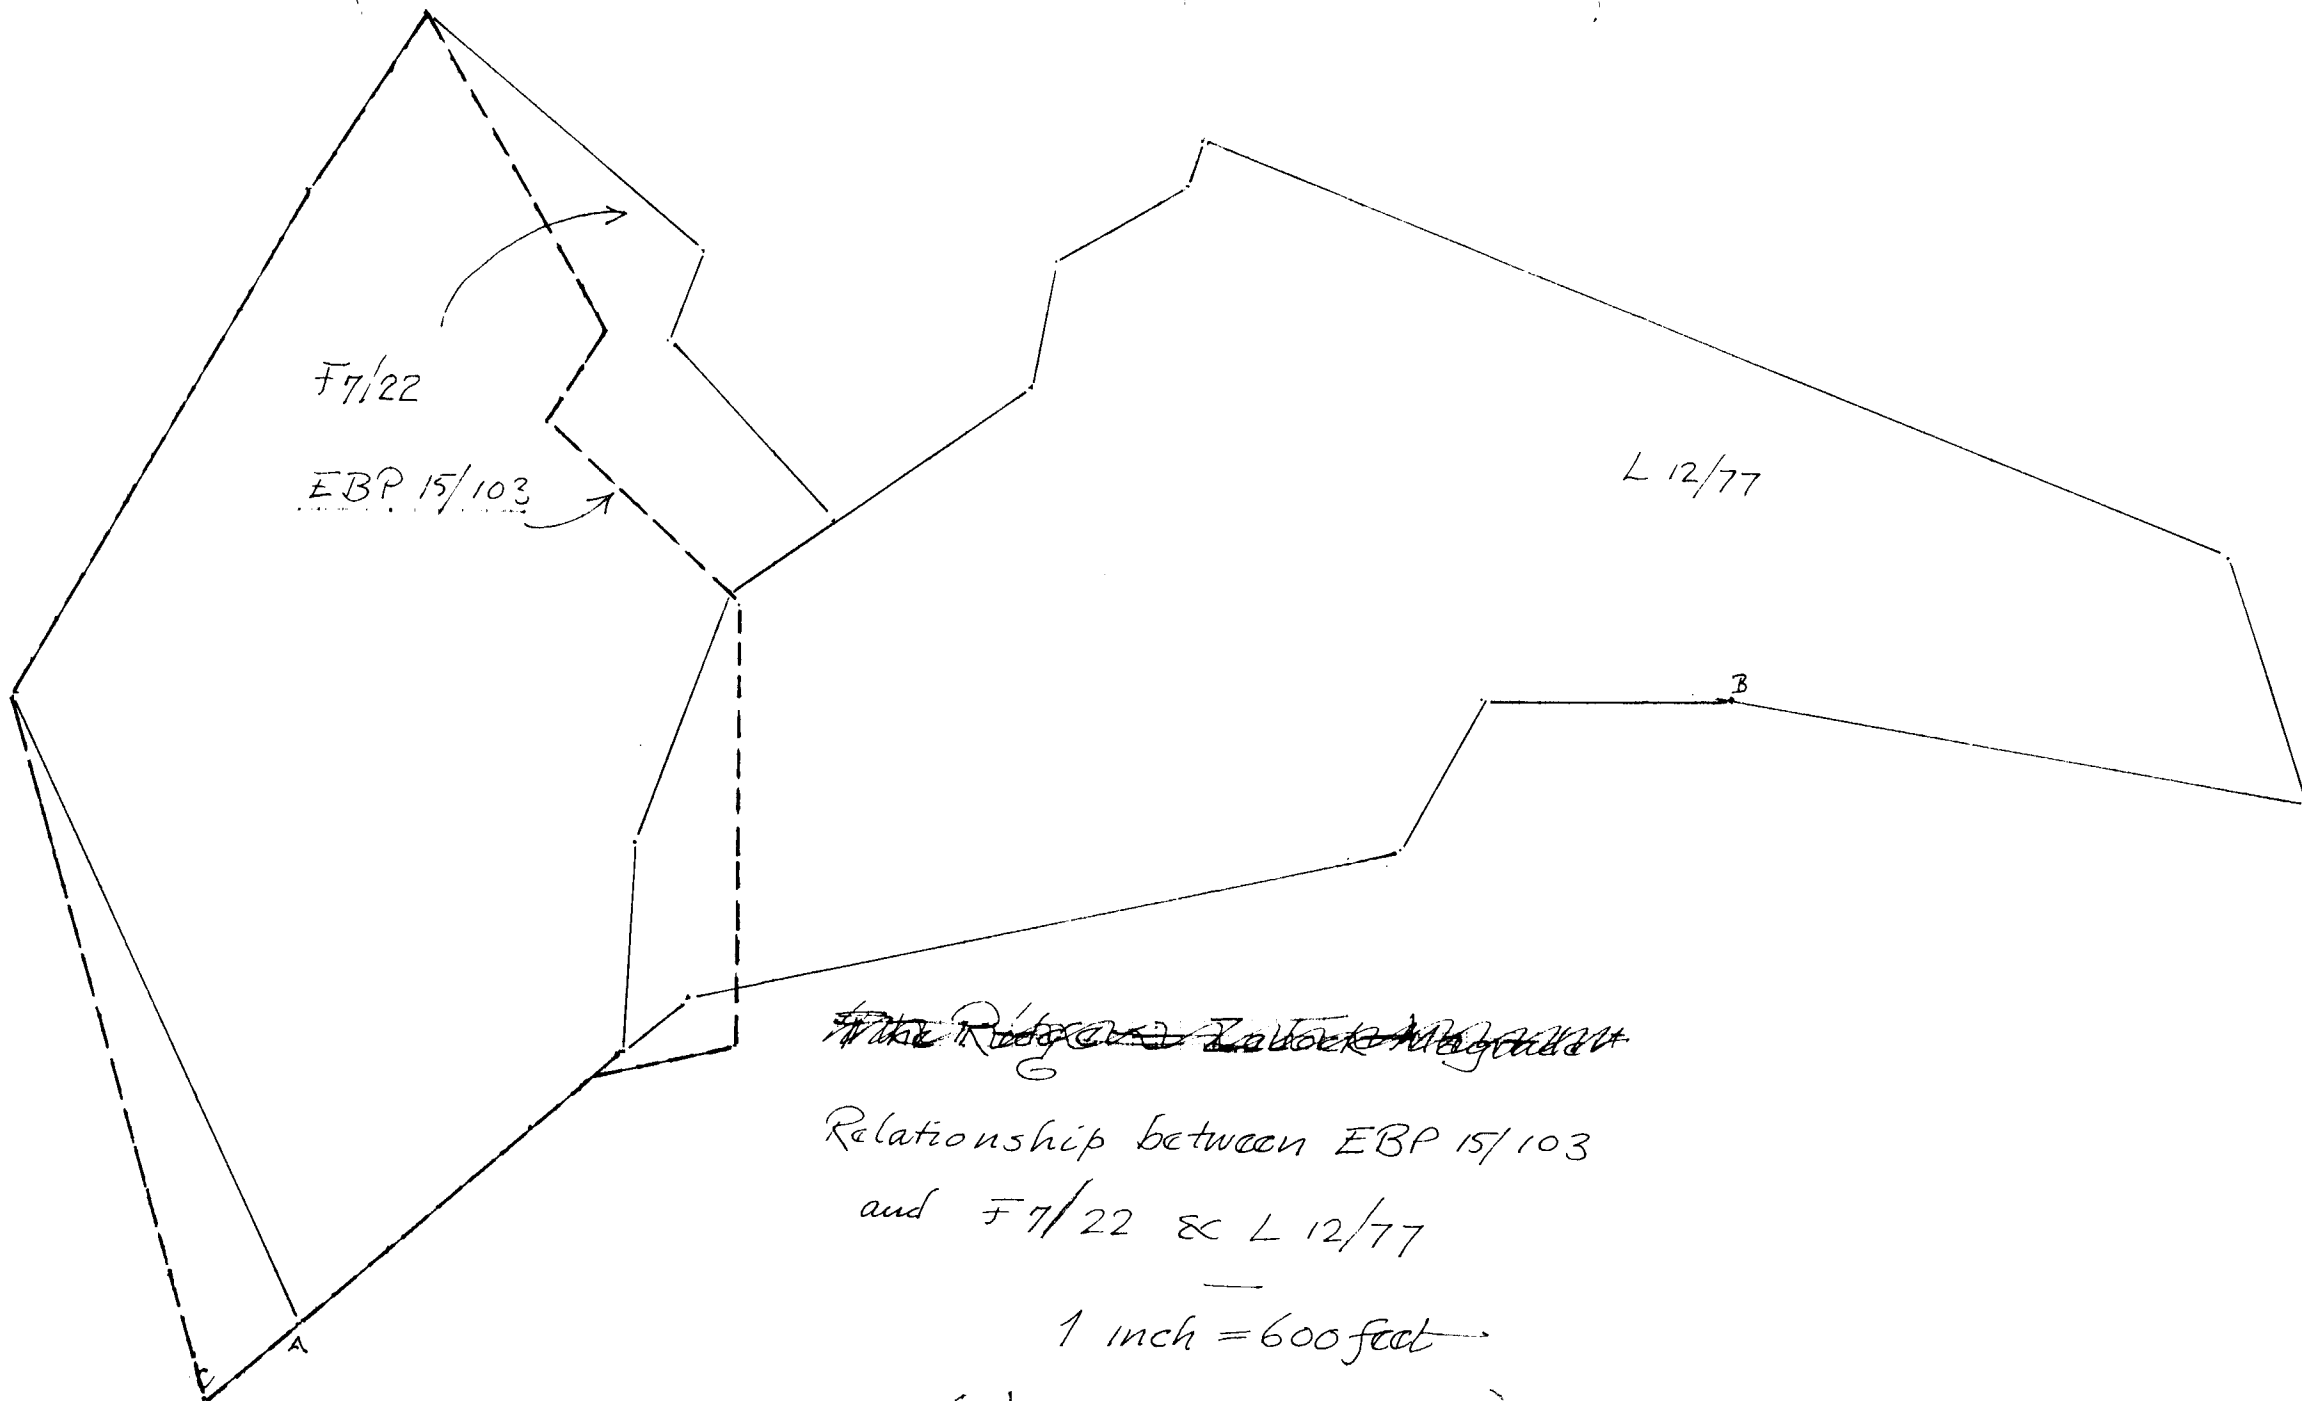 F7/22
EBP 15/103
L 12/77
B
Relationship between EBP 15/103
and F7/22 & L 12/77
1 inch = 600 feet
A
C